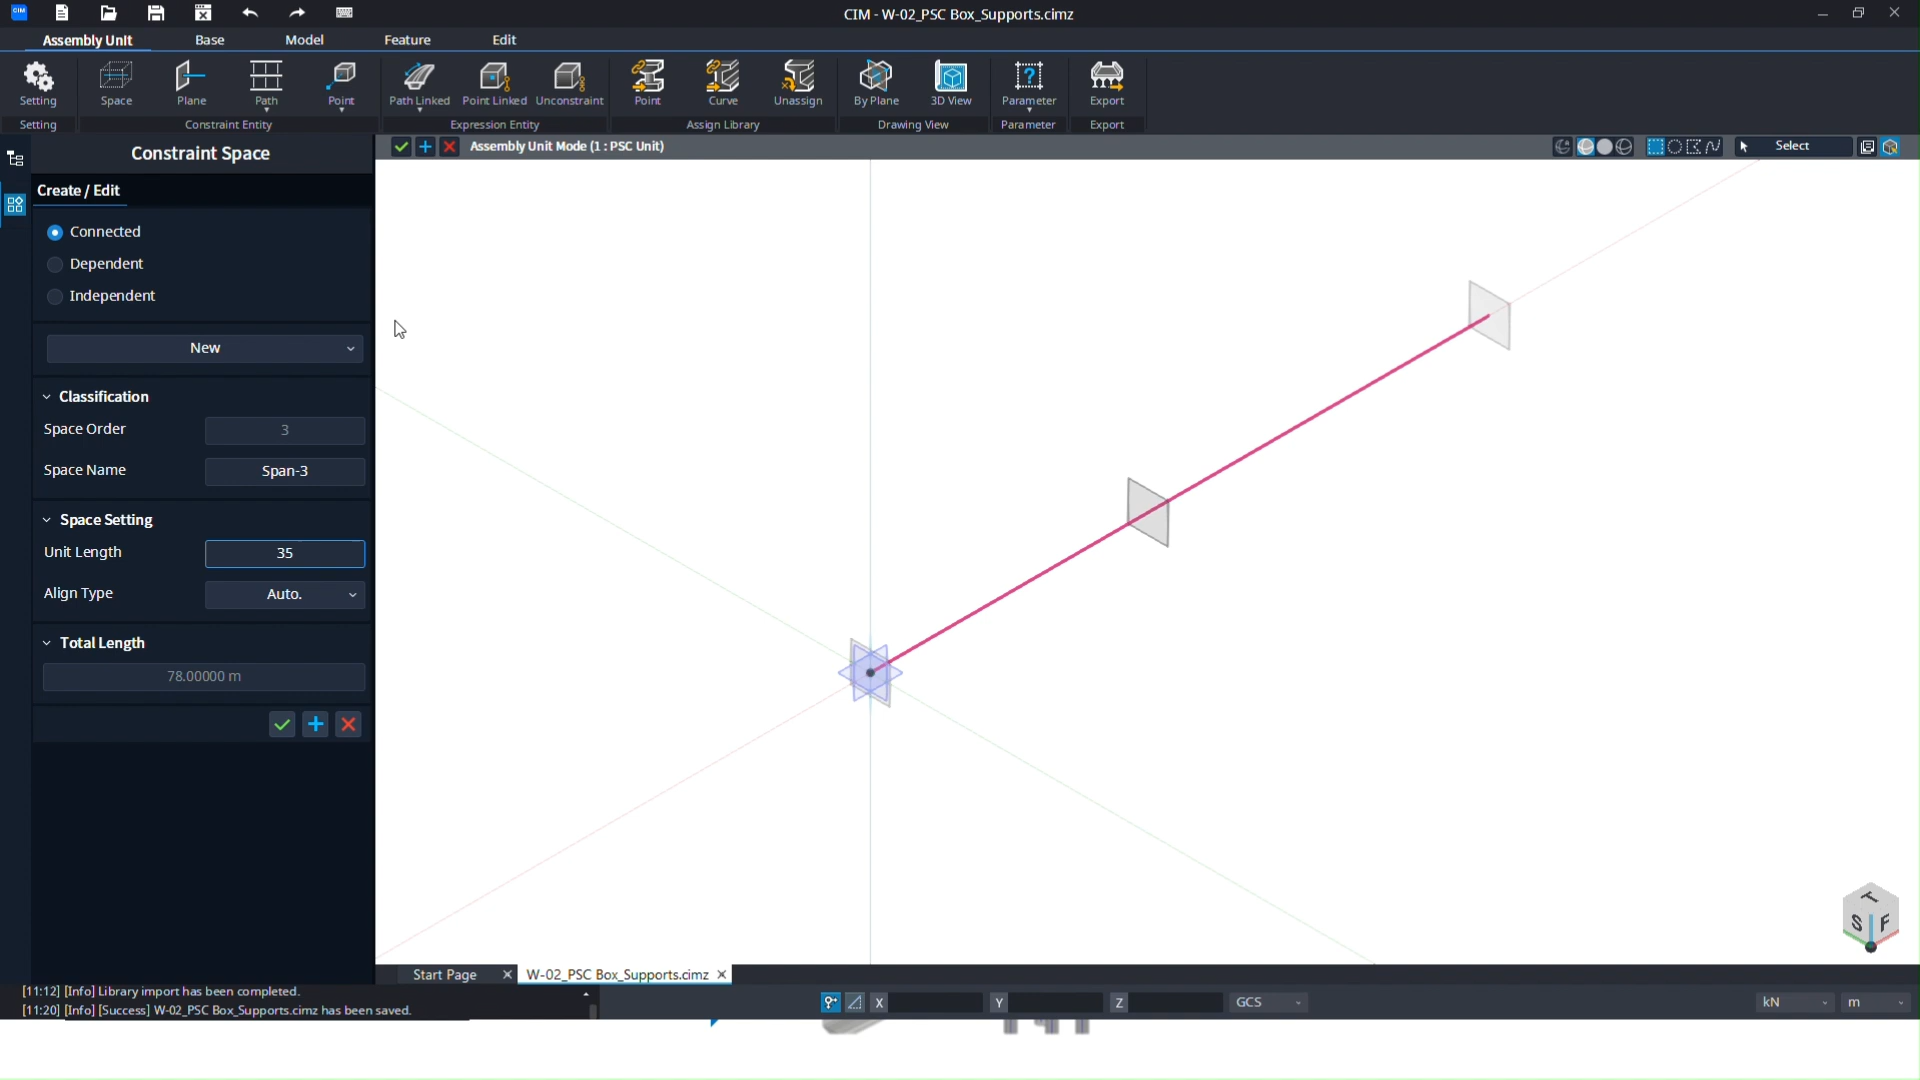 CIM
CIM - W-02_PSC Box_Supports.cimz
Assembly Unit
Base
Model
Feature
Edit
Setting
Space
Plane
Path
Point
Path Linked
Point Linked
Unconstraint
Point
Curve
Unassign
By Plane
3D View
Parameter
Export
Setting
Constraint Entity
Expression Entity
Assign Library
Drawing View
Parameter
Export
Constraint Space
Assembly Unit Mode (1 : PSC Unit)
Select
Create / Edit
Connected
Dependent
Independent
New
Classification
Space Order
3
Space Name
Span-3
Space Setting
Unit Length
35
Align Type
Auto.
Total Length
78.00000 m
T
S
F
Start Page
W-02_PSC Box_Supports.cimz
[11:12] [Info] Library import has been completed.
[11:20] [Info] [Success] W-02_PSC Box_Supports.cimz has been saved.
X
Y
Z
GCS
kN
m